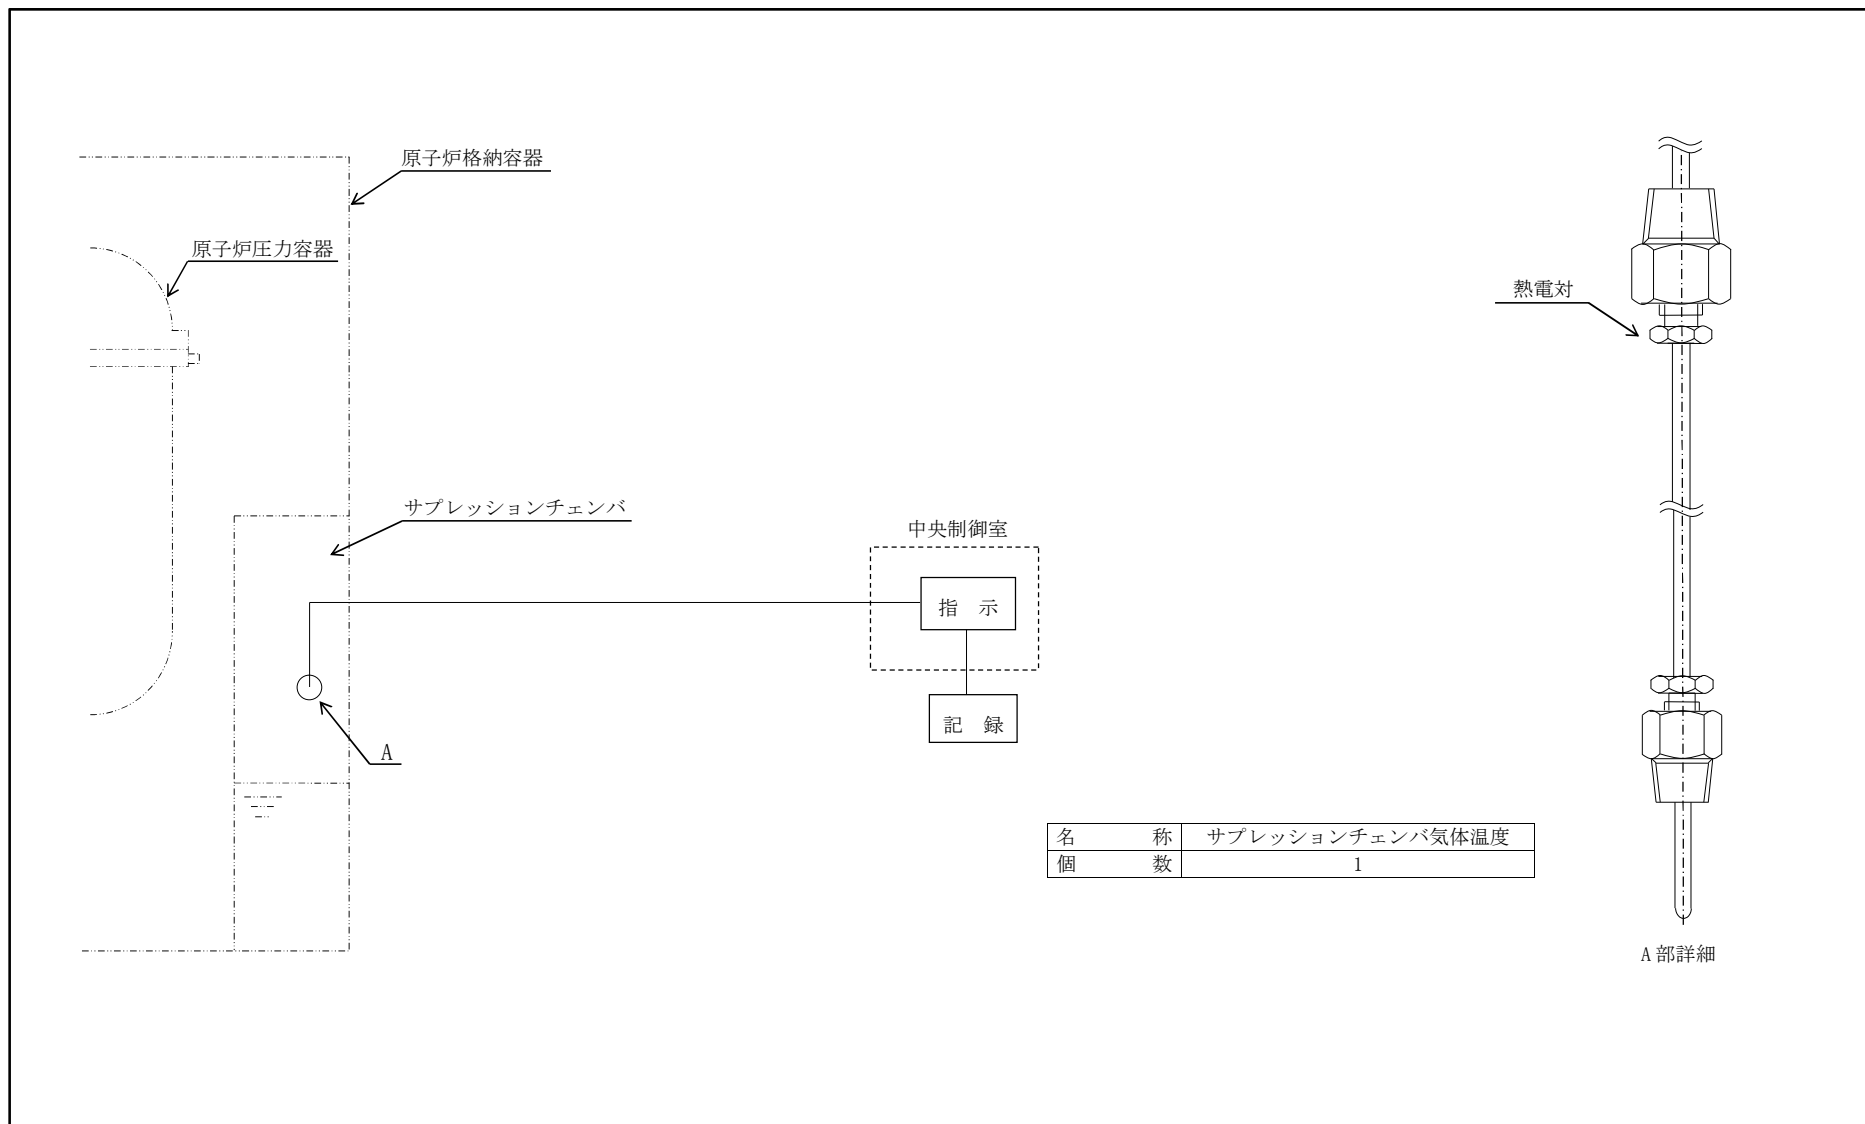 原子炉格納容器
原子炉圧力容器
熱電対
サプレッションチェンバ
中央制御室
指 示
記 録
A
名 称 サプレッションチェンバ気体温度
個 数 1
A部詳細